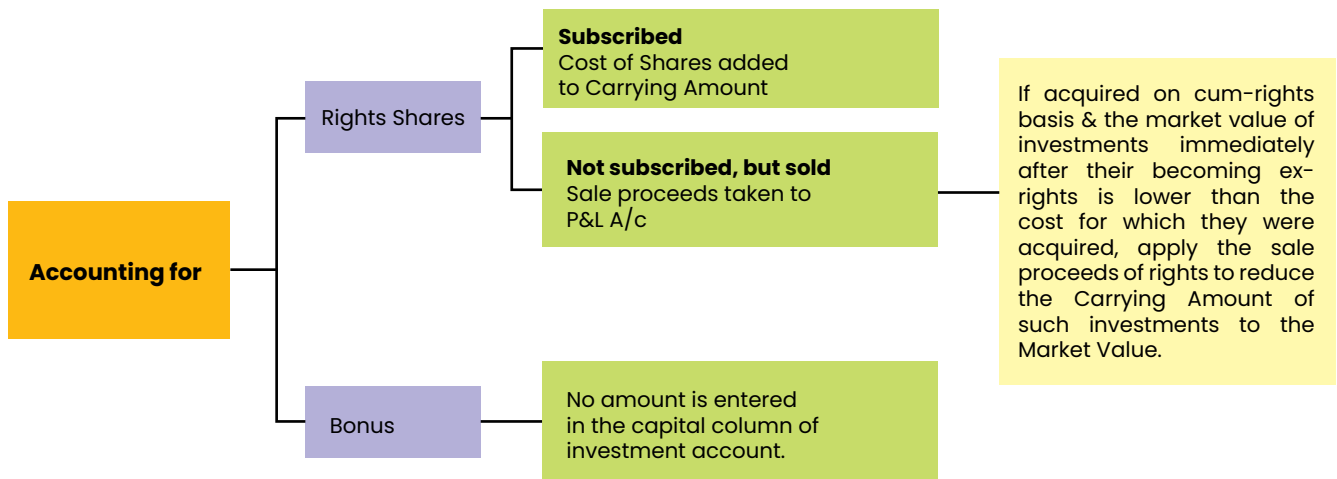 Accounting for
Rights Shares
Subscribed
Cost of Shares added
to Carrying Amount
Not subscribed, but sold
Sale proceeds taken to
P&L A/c
If acquired on cum-rights
basis & the market value of
investments immediately
after their becoming ex-
rights is lower than the
cost for which they were
acquired, apply the sale
proceeds of rights to reduce
the Carrying Amount of
such investments to the
Market Value.
Bonus
No amount is entered
in the capital column of
investment account.